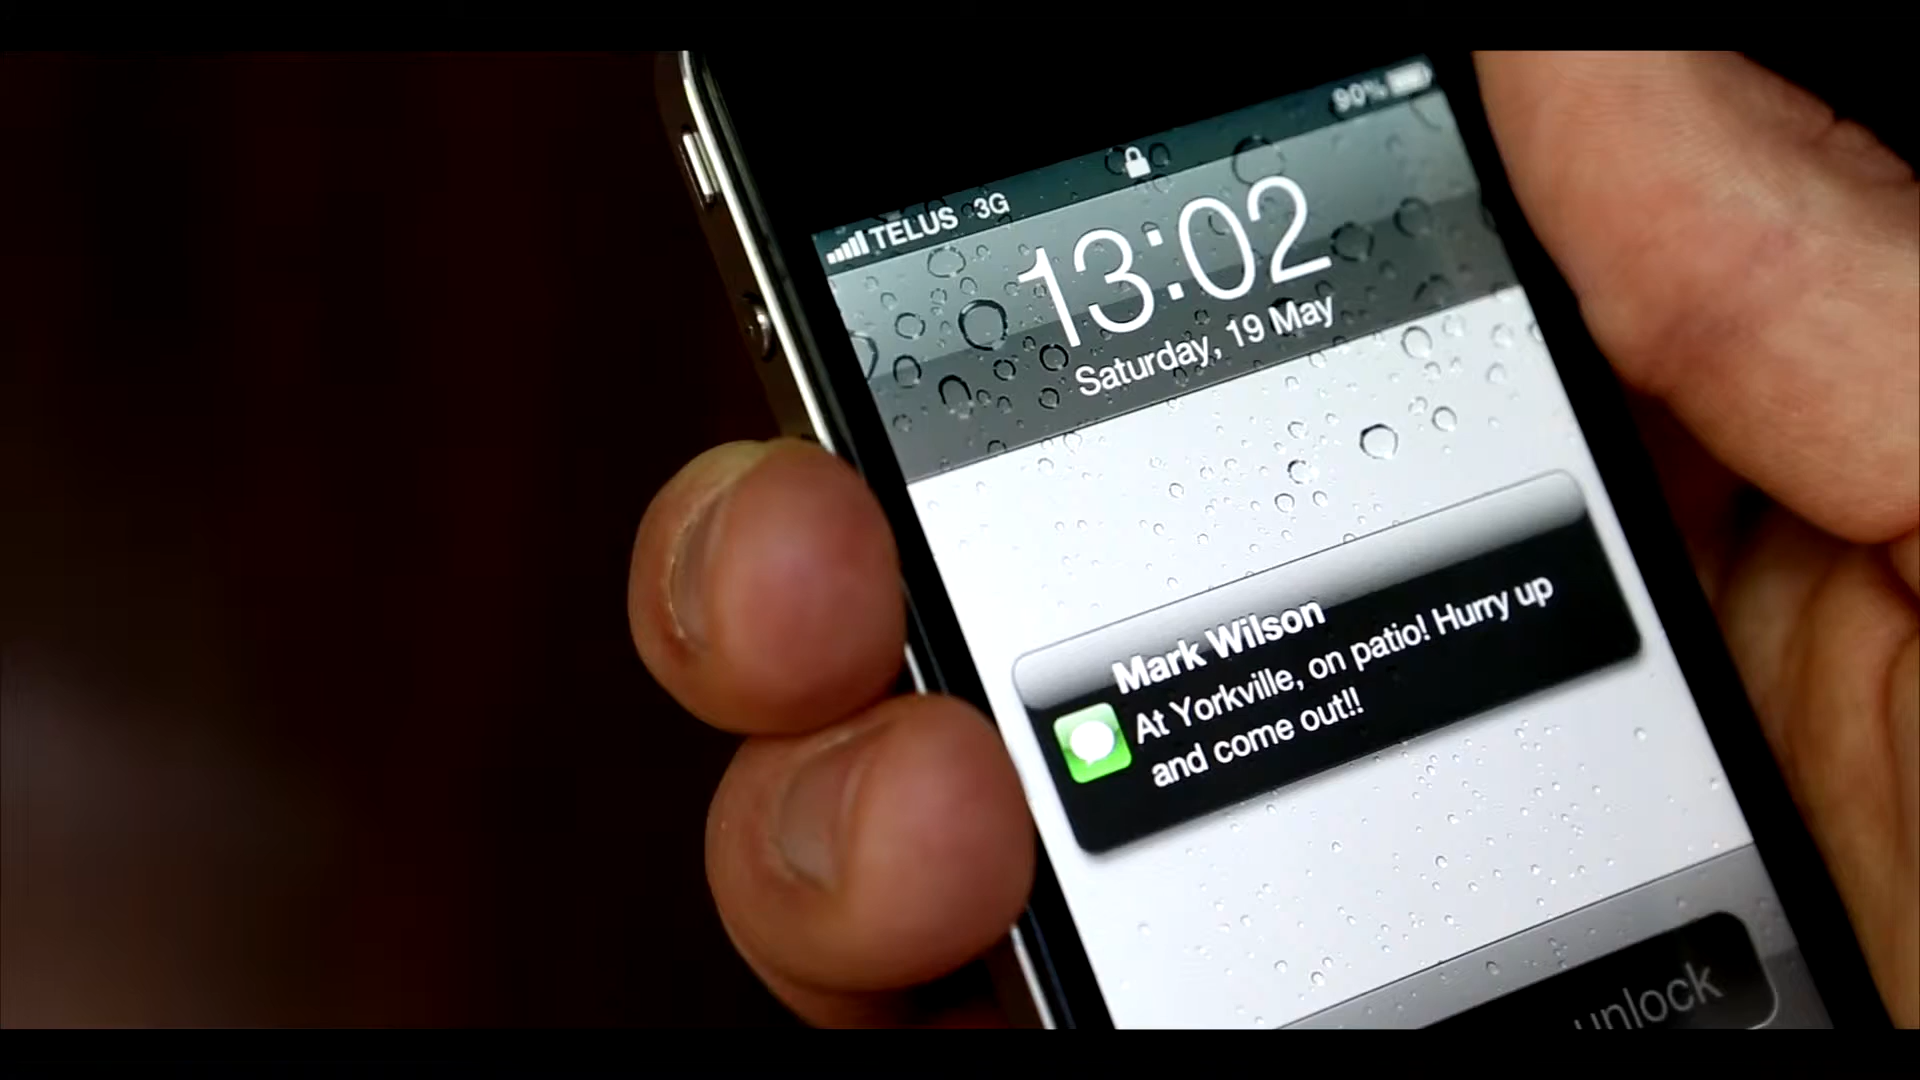 90%
TELUS 3G
13:02
Saturday, 19 May
Mark Wilson
At Yorkville, on patio! Hurry up
and come out!!
unlock